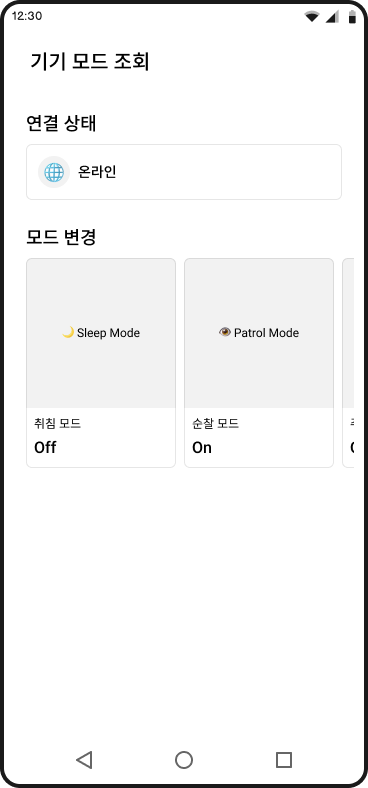 12:30
기기 모드 조회
연결 상태
온라인
모드 변경
🌙 Sleep Mode
👁️ Patrol Mode
취침 모드
순찰 모드
Off
On